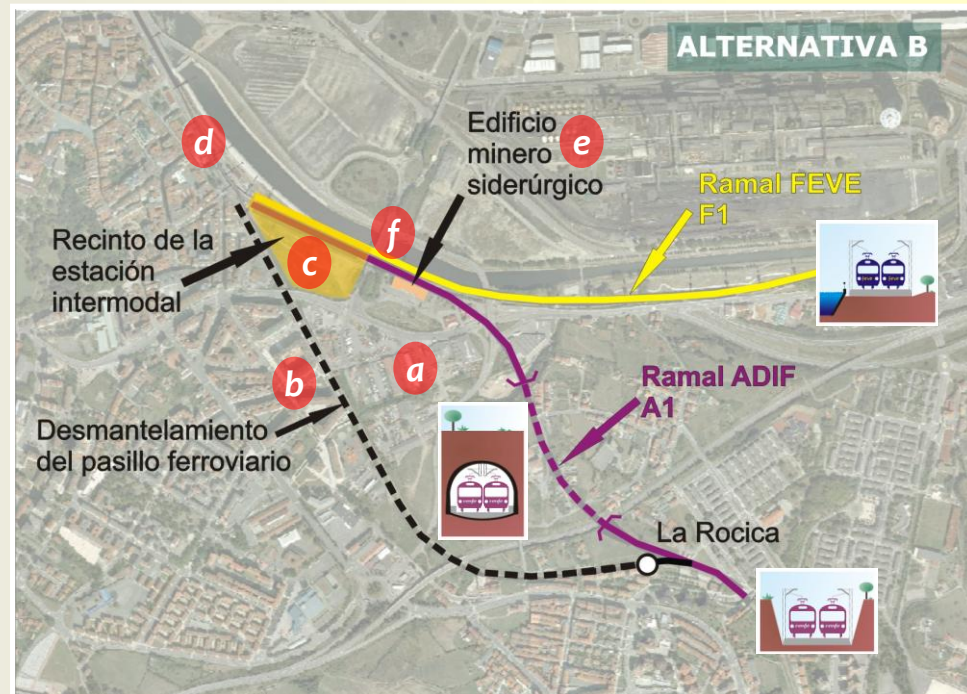 ALTERNATIVA B
d
Edificio
minero
siderúrgico
e
Ramal FEVE
F1
Recinto de la
estación
intermodal
c
f
b
a
Ramal ADIF
A1
Desmantelamiento
del pasillo ferroviario
La Rocica